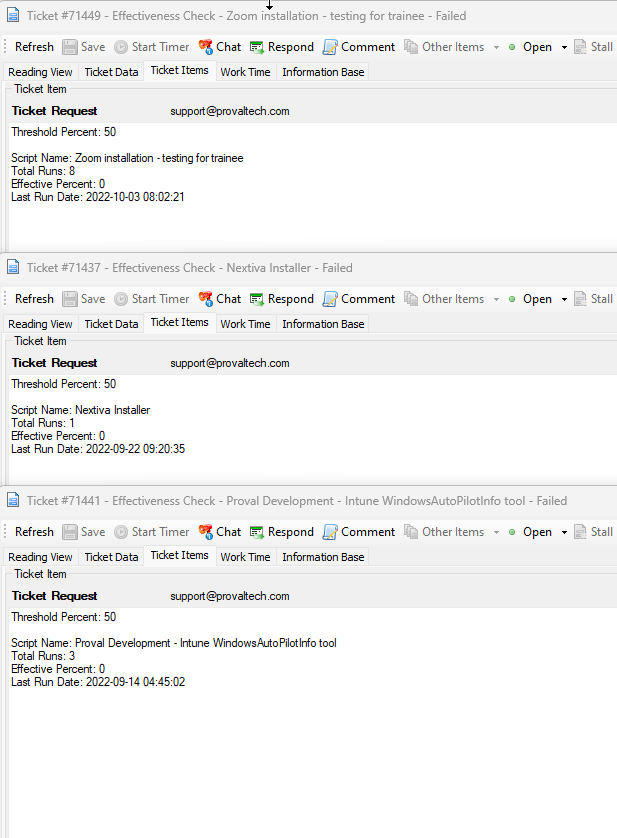 Ticket #71449 - Effectiveness Check - Zoom installation - testing for trainee - Failed
Refresh Save Start Timer Chat Respond Comment Other Items Open Stall
Reading View Ticket Data Ticket Items Work Time Information Base
Ticket Item
Ticket Request support@provaltech.com
Threshold Percent: 50
Script Name: Zoom installation - testing for trainee
Total Runs: 8
Effective Percent: 0
Last Run Date: 2022-10-03 08:02:21
Ticket #71437 - Effectiveness Check - Nextiva Installer - Failed
Refresh Save Start Timer Chat Respond Comment Other Items Open Stall
Reading View Ticket Data Ticket Items Work Time Information Base
Ticket Item
Ticket Request support@provaltech.com
Threshold Percent: 50
Script Name: Nextiva Installer
Total Runs: 1
Effective Percent: 0
Last Run Date: 2022-09-22 09:20:35
Ticket #71441 - Effectiveness Check - Proval Development - Intune WindowsAutoPilotInfo tool - Failed
Refresh Save Start Timer Chat Respond Comment Other Items Open Stall
Reading View Ticket Data Ticket Items Work Time Information Base
Ticket Item
Ticket Request support@provaltech.com
Threshold Percent: 50
Script Name: Proval Development - Intune WindowsAutoPilotInfo tool
Total Runs: 3
Effective Percent: 0
Last Run Date: 2022-09-14 04:45:02